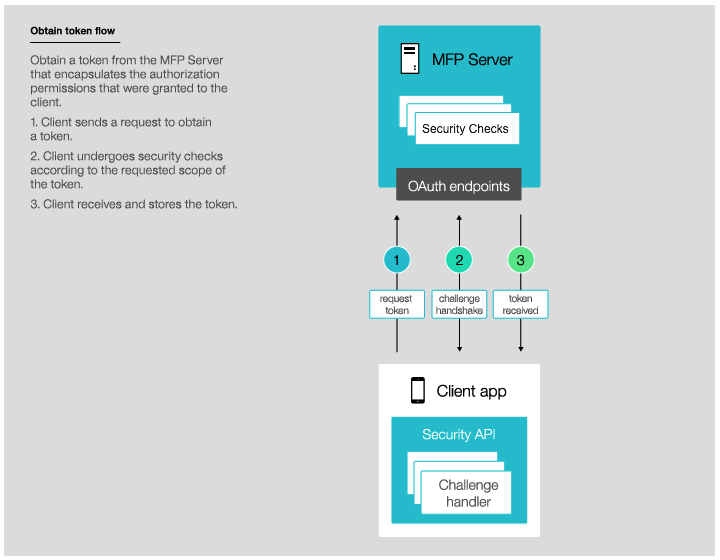 Obtain token flow
Obtain a token from the MFP Server
that encapsulates the authorization
permissions that were granted to the
client.
1. Client sends a request to obtain
a token.
2. Client undergoes security checks
according to the requested scope of
the token.
3. Client receives and stores the token.
MFP Server
Security Checks
OAuth endpoints
1
2
3
request
token
challenge
handshake
token
received
Client app
Security API
Challenge
handler